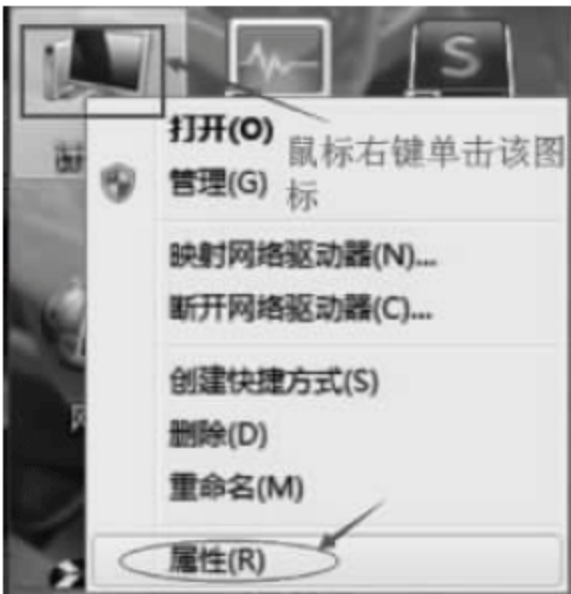 S
打开(O)
鼠标右键单击该图
标
管理(G)
映射网络驱动器(N)...
断开网络驱动器(C)...
创建快捷方式(S)
删除(D)
重命名(M)
属性(R)